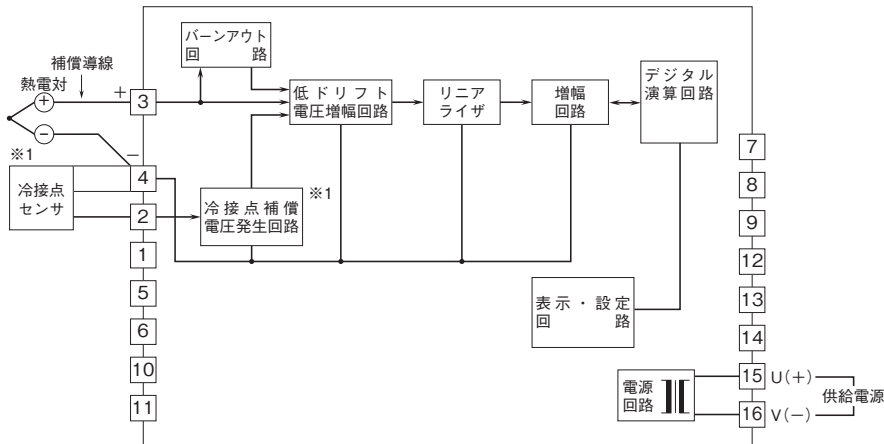 バーンアウト
回路
補償導線
熱電対
+
+
3
低ドリフト
電圧増幅回路
リニア
ライザ
増幅
回路
デジタル
演算回路
−
−
※1
4
冷接点
センサ
2
冷接点補償
電圧発生回路
※1
1
5
6
10
11
表示・設定
回路
7
8
9
12
13
14
電源
回路
15
U(+)
供給電源
16
V(−)